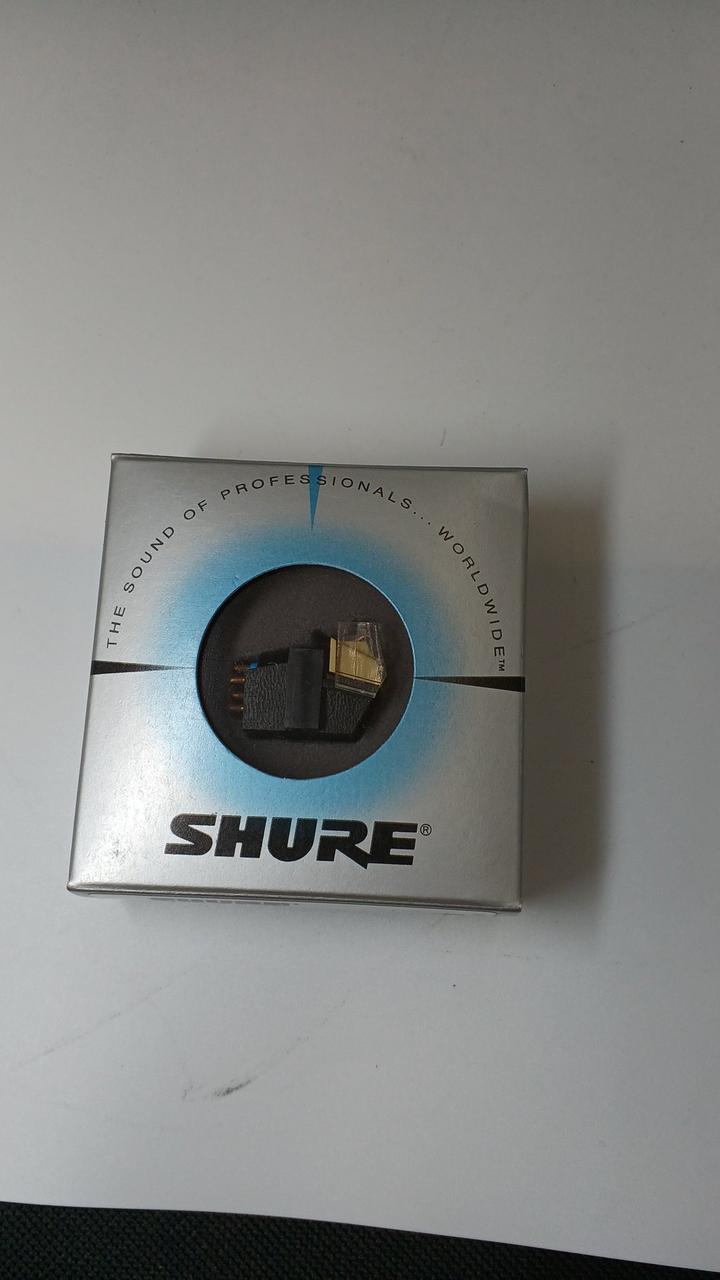 THE SOUND OF PROFESSIONALS... WORLDWIDE™
SHURE®